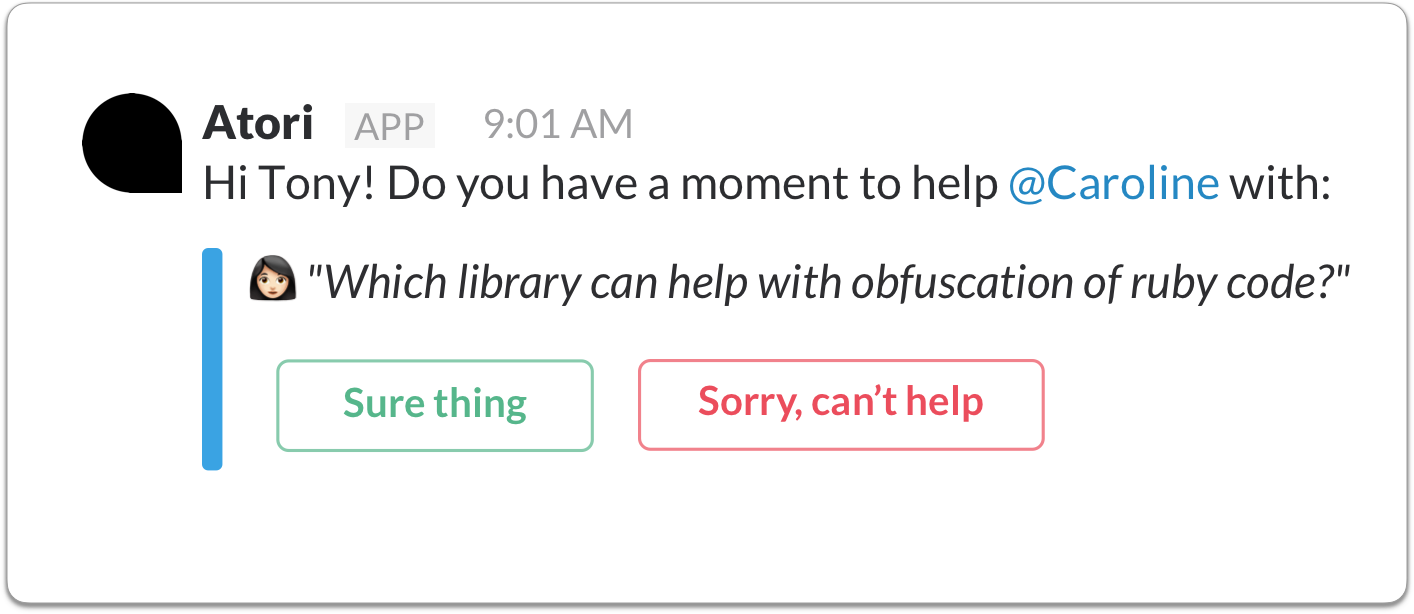 Atori APP 9:01 AM
Hi Tony! Do you have a moment to help @Caroline with:
"Which library can help with obfuscation of ruby code?"
Sure thing Sorry, can’t help